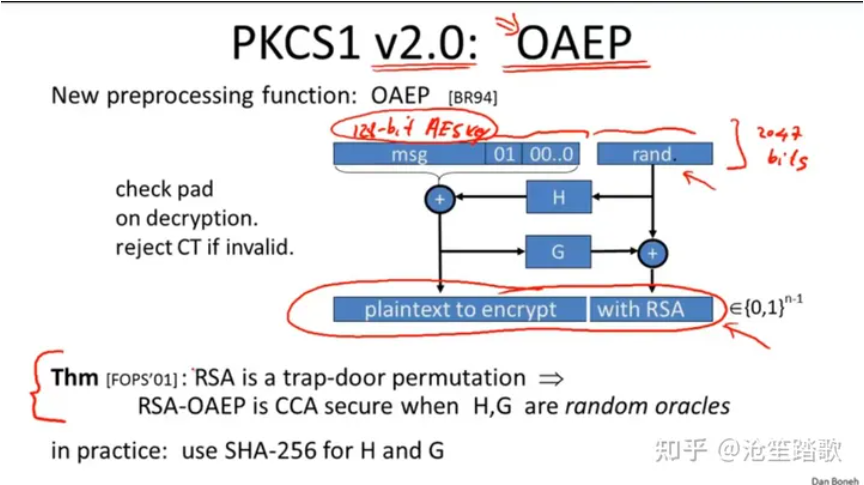 PKCS1 v2.0: OAEP
New preprocessing function: OAEP [BR94]
128-bit AES key
msg 01 00..0 rand.
2047
bits
check pad
on decryption.
reject CT if invalid.
+ H
G +
plaintext to encrypt with RSA ∈{0,1}ⁿ⁻¹
Thm [FOPS'01] : RSA is a trap-door permutation ⇒
RSA-OAEP is CCA secure when H,G are random oracles
in practice: use SHA-256 for H and G
知乎 @沧笙踏歌
Dan Boneh